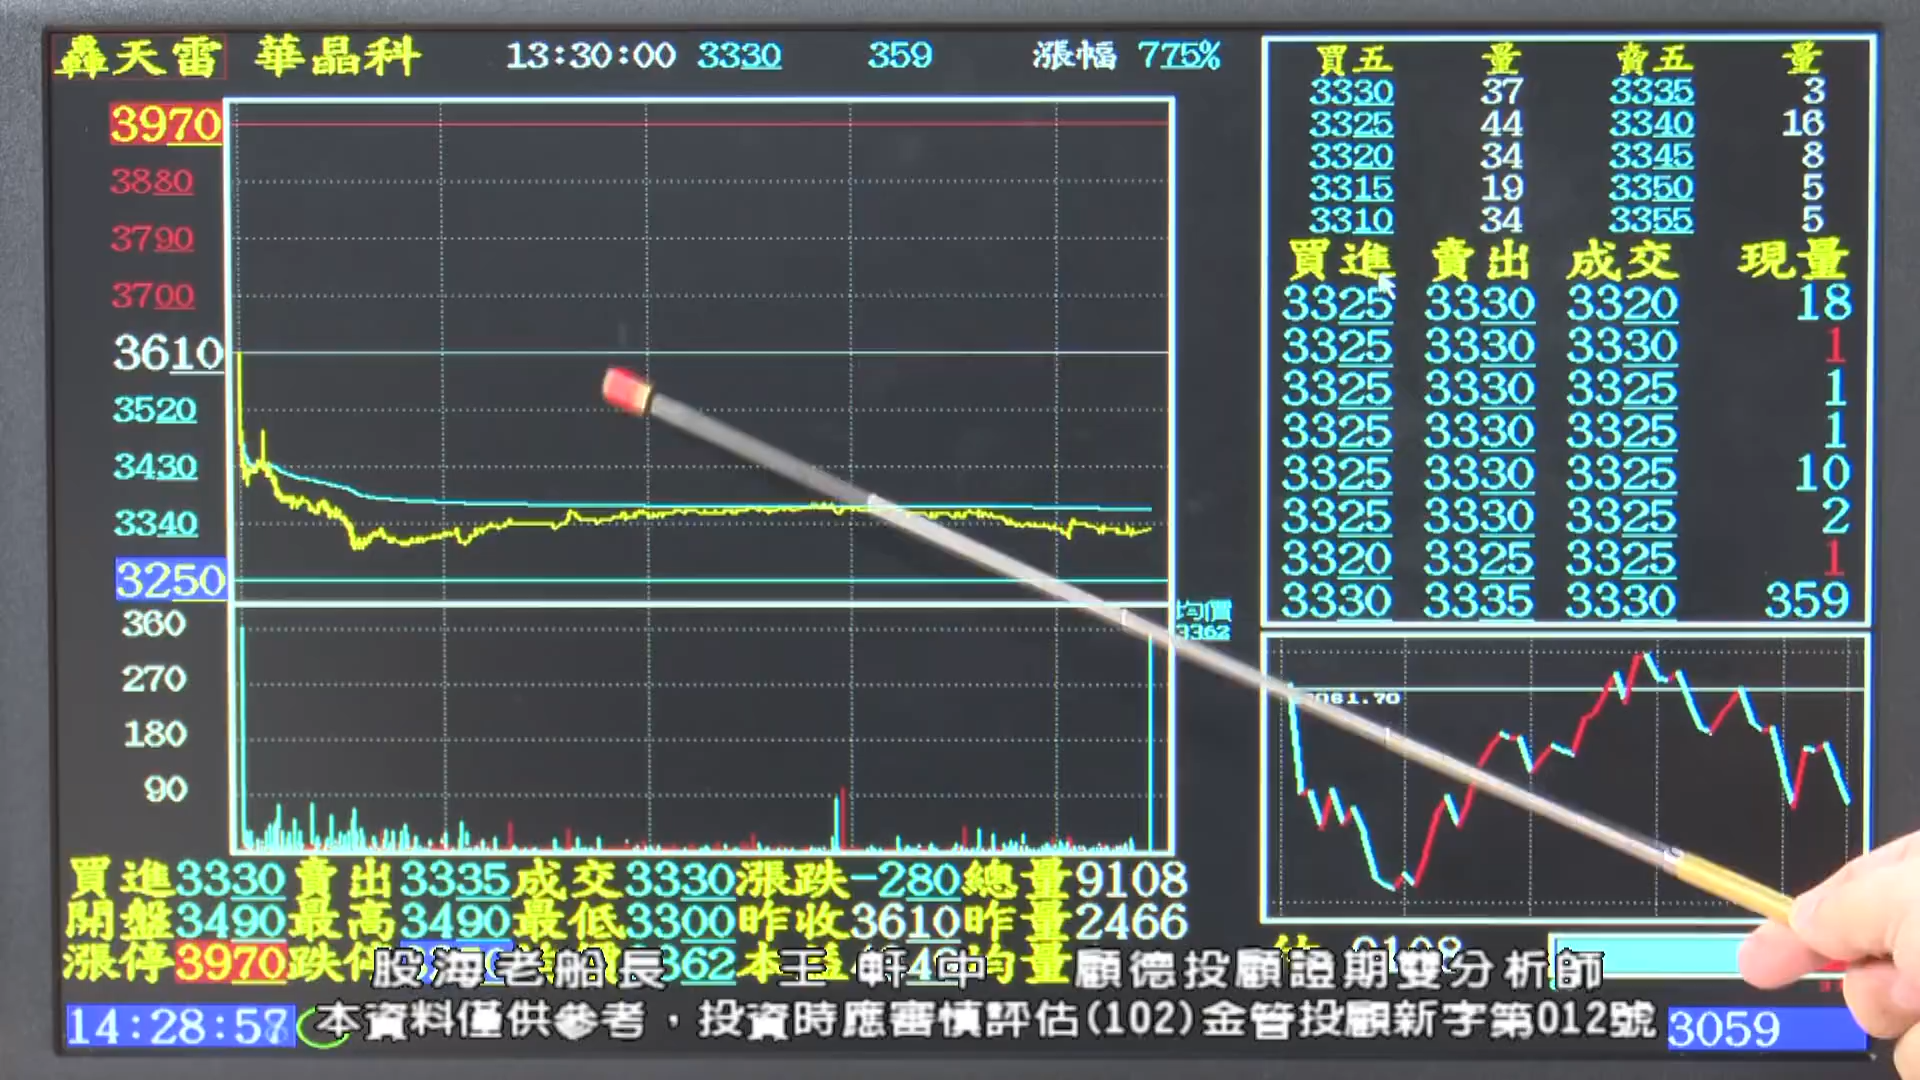 轟天雷 華晶科 13:30:00 3330 359 漲幅 775%
3970
3880
3790
3700
3610
3520
3430
3340
3250
360
270
180
90
均價
3362
買五 量 賣五 量
3330 37 3335 3
3325 44 3340 16
3320 34 3345 8
3315 19 3350 5
3310 34 3355 5
買進 賣出 成交 現量
3325 3330 3320 18
3325 3330 3330 1
3325 3330 3325 1
3325 3330 3325 1
3325 3330 3325 10
3325 3330 3325 2
3320 3325 3325 1
3330 3335 3330 359
買進3330賣出3335成交3330漲跌-280總量9108
開盤3490最高3490最低3300昨收3610昨量2466
漲停3970跌
股海老船長 王軒中 顧德投顧證期雙分析師
本資料僅供參考，投資時應審慎評估(102)金管投顧新字第012號
14:28:57
3059